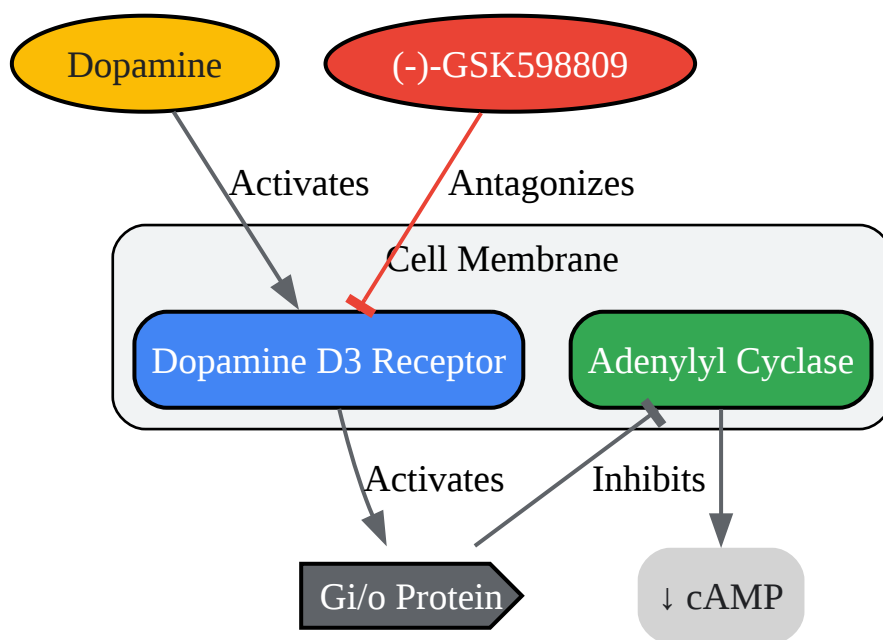 Dopamine
(-)-GSK598809
Activates
Antagonizes
Cell Membrane
Dopamine D3 Receptor
Adenylyl Cyclase
Activates
Inhibits
Gi/o Protein
↓ cAMP